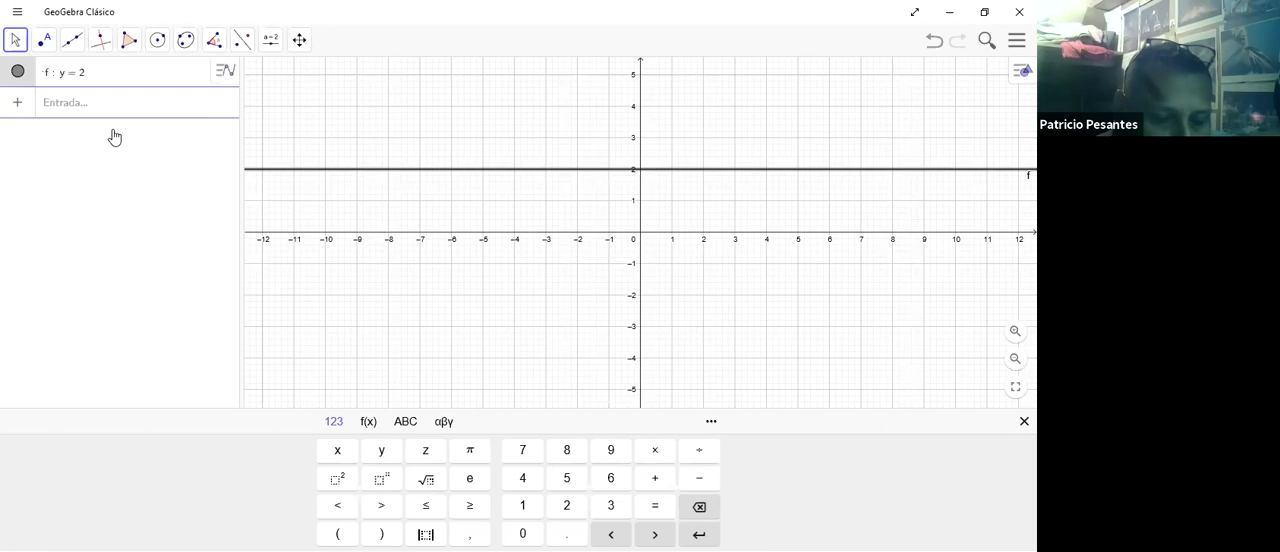 GeoGebra Clásico
a=2
f : y = 2
Entrada...
5
4
3
2
1
f
−12 −11 −10 −9 −8 −7 −6 −5 −4 −3 −2 −1 0 1 2 3 4 5 6 7 8 9 10 11 12
−1
−2
−3
−4
−5
Patricio Pesantes
123 f(x) ABC αβγ ...
x y z π 7 8 9 × ÷
e 4 5 6 + −
< > ≤ ≥ 1 2 3 =
( ) , 0 . < >